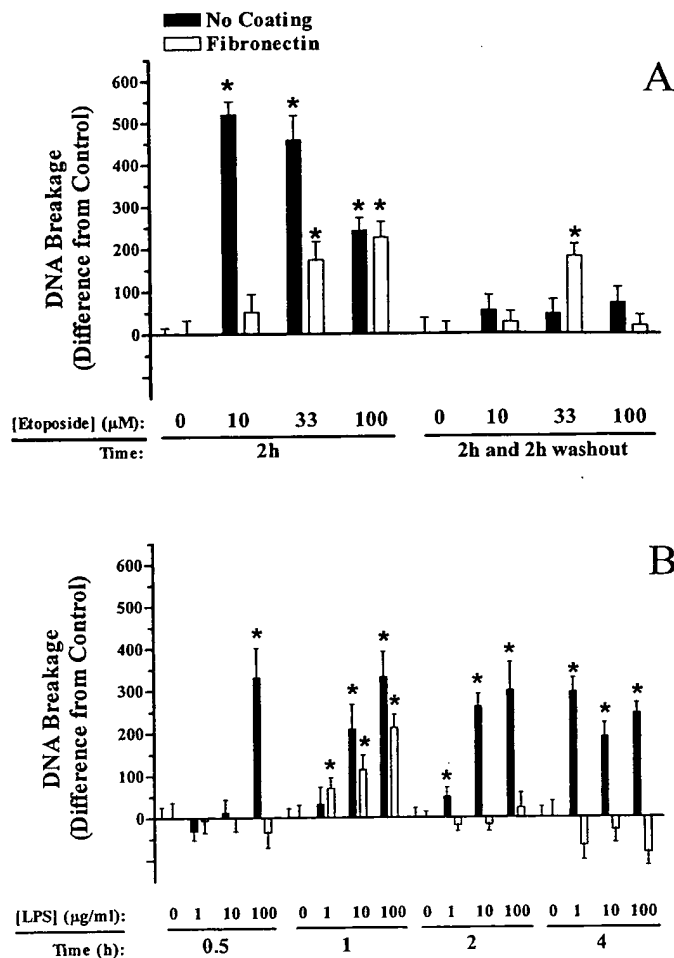 No Coating
Fibronectin
A
DNA Breakage
(Difference from Control)
600
500
400
300
200
100
0
* * * * * *
[Etoposide] (μM): 0 10 33 100 0 10 33 100
Time: 2h 2h and 2h washout
B
DNA Breakage
(Difference from Control)
600
500
400
300
200
100
0
* * * * * * * * * * * 
[LPS] (μg/ml): 0 1 10 100 0 1 10 100 0 1 10 100 0 1 10 100
Time (h): 0.5 1 2 4